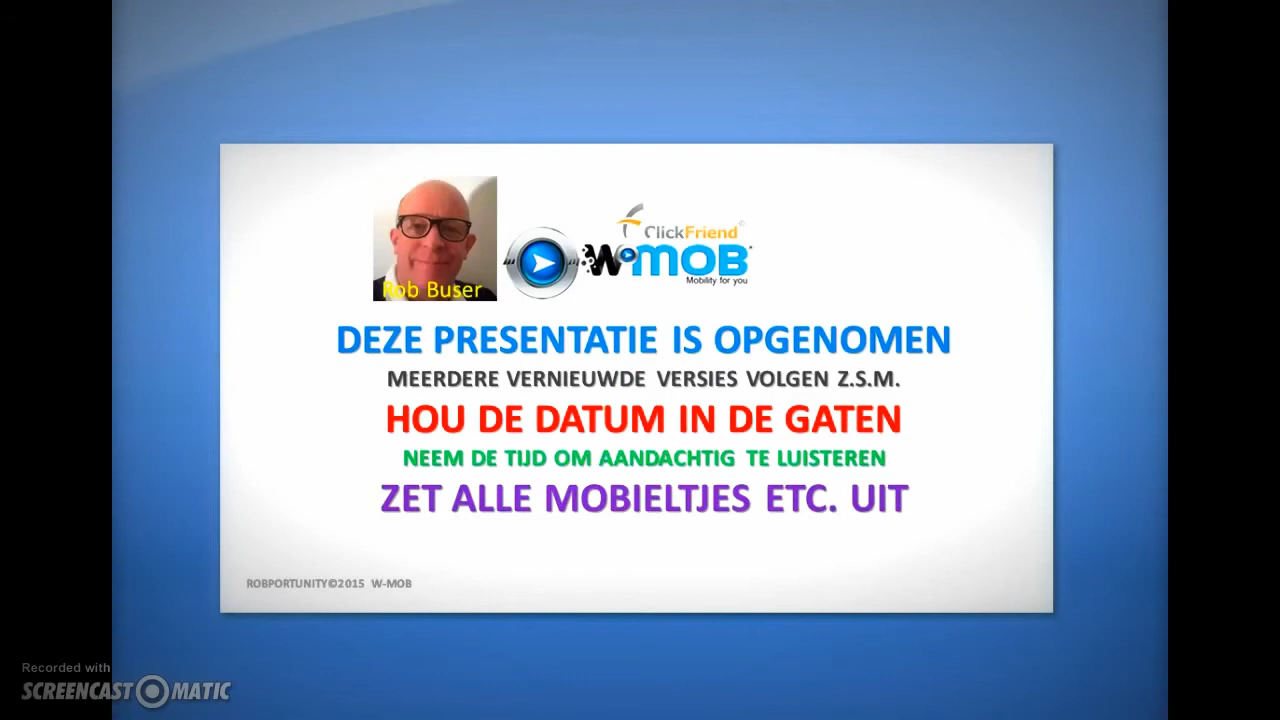 Rob Buser
ClickFriend
W-MOB
Mobility for you
DEZE PRESENTATIE IS OPGENOMEN
MEERDERE VERNIEUWDE VERSIES VOLGEN Z.S.M.
HOU DE DATUM IN DE GATEN
NEEM DE TIJD OM AANDACHTIG TE LUISTEREN
ZET ALLE MOBIELTJES ETC. UIT
ROBPORTUNITY©2015 W-MOB
Recorded with
SCREENCAST-O-MATIC